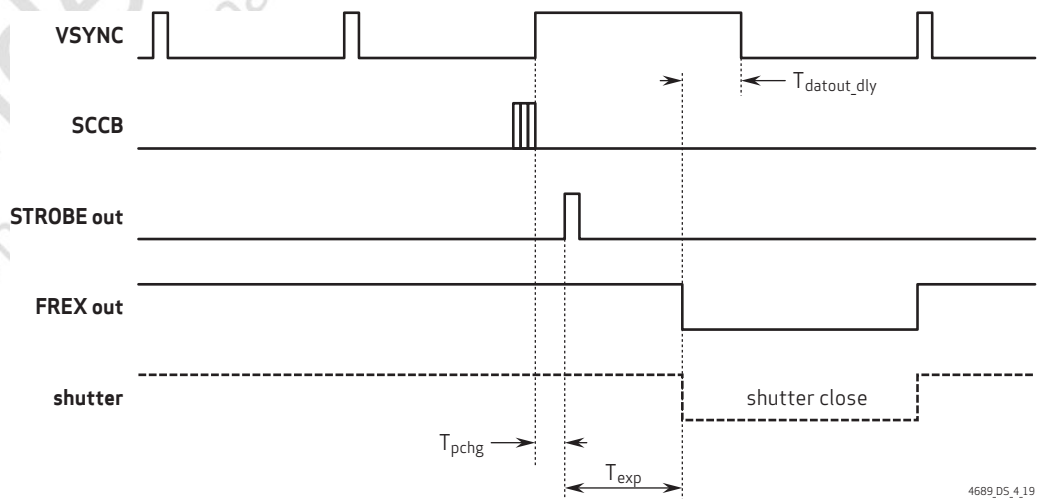 VSYNC
T_datout_dly
SCCB
STROBE out
FREX out
shutter
shutter close
T_pchg
T_exp
4689_DS_4_19